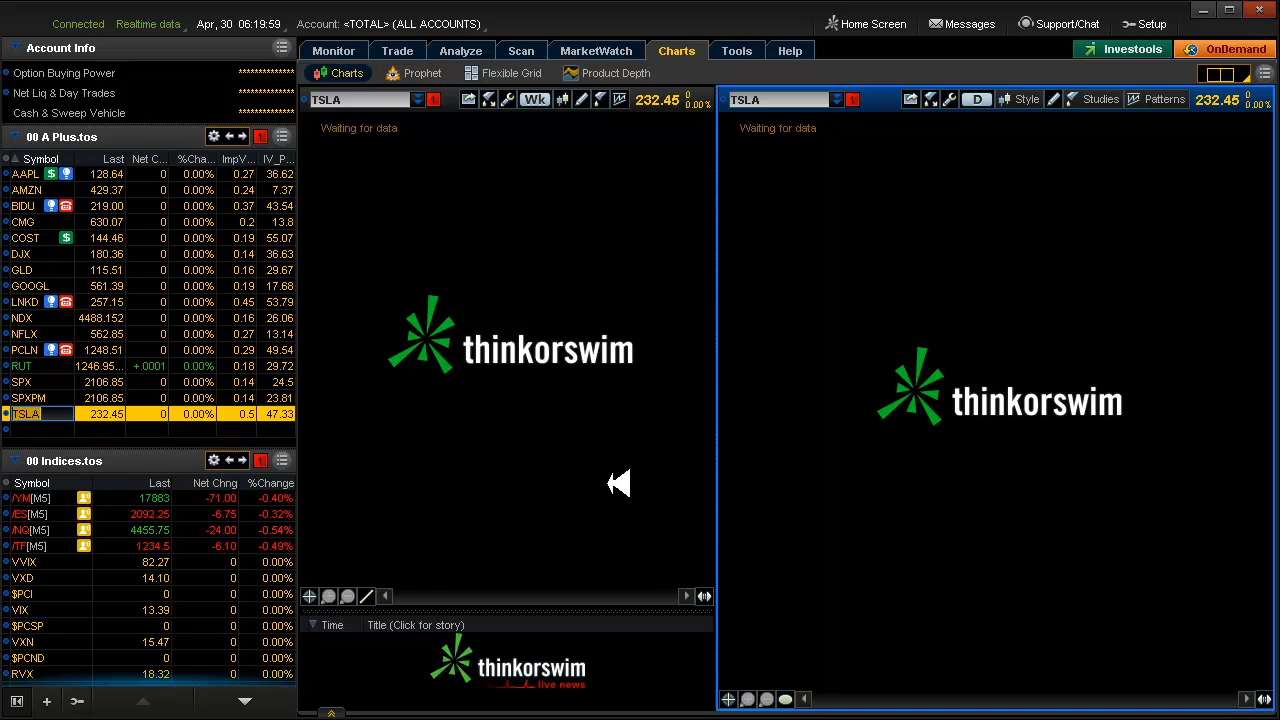 Connected Realtime data Apr, 30 06:19:59 Account: <TOTAL> (ALL ACCOUNTS) Home Screen Messages Support/Chat Setup
Account Info
Option Buying Power **************
Net Liq & Day Trades **************
Cash & Sweep Vehicle **************
Monitor Trade Analyze Scan MarketWatch Charts Tools Help Investools OnDemand
Charts Prophet Flexible Grid Product Depth
TSLA 1 Wk 232.45 0 0.00%
Waiting for data
thinkorswim
TSLA 1 D Style Studies Patterns 232.45 0 0.00%
Waiting for data
thinkorswim
00 A Plus.tos 1
Symbol Last Net C... %Cha... ImpV... IV_P...
AAPL $ 128.64 0 0.00% 0.27 36.62
AMZN 429.37 0 0.00% 0.24 7.37
BIDU 219.00 0 0.00% 0.37 43.54
CMG 630.07 0 0.00% 0.2 13.8
COST $ 144.46 0 0.00% 0.19 55.07
DJX 180.36 0 0.00% 0.14 36.63
GLD 115.51 0 0.00% 0.16 29.67
GOOGL 561.39 0 0.00% 0.19 17.68
LNKD 257.15 0 0.00% 0.45 53.79
NDX 4488.152 0 0.00% 0.16 26.06
NFLX 562.85 0 0.00% 0.27 13.14
PCLN 1248.51 0 0.00% 0.29 49.54
RUT 1246.95... +.0001 0.00% 0.18 29.72
SPX 2106.85 0 0.00% 0.14 24.5
SPXPM 2106.85 0 0.00% 0.14 23.81
TSLA 232.45 0 0.00% 0.5 47.33
00 Indices.tos 1
Symbol Last Net Chng %Change
/YM[M5] 17883 -71.00 -0.40%
/ES[M5] 2092.25 -6.75 -0.32%
/NQ[M5] 4455.75 -24.00 -0.54%
/TF[M5] 1234.5 -6.10 -0.49%
VVIX 82.27 0 0.00%
VXD 14.10 0 0.00%
$PCI 0 0.00%
VIX 13.39 0 0.00%
$PCSP 0 0.00%
VXN 15.47 0 0.00%
$PCND 0 0.00%
RVX 18.32 0 0.00%
Time Title (Click for story)
thinkorswim
live news